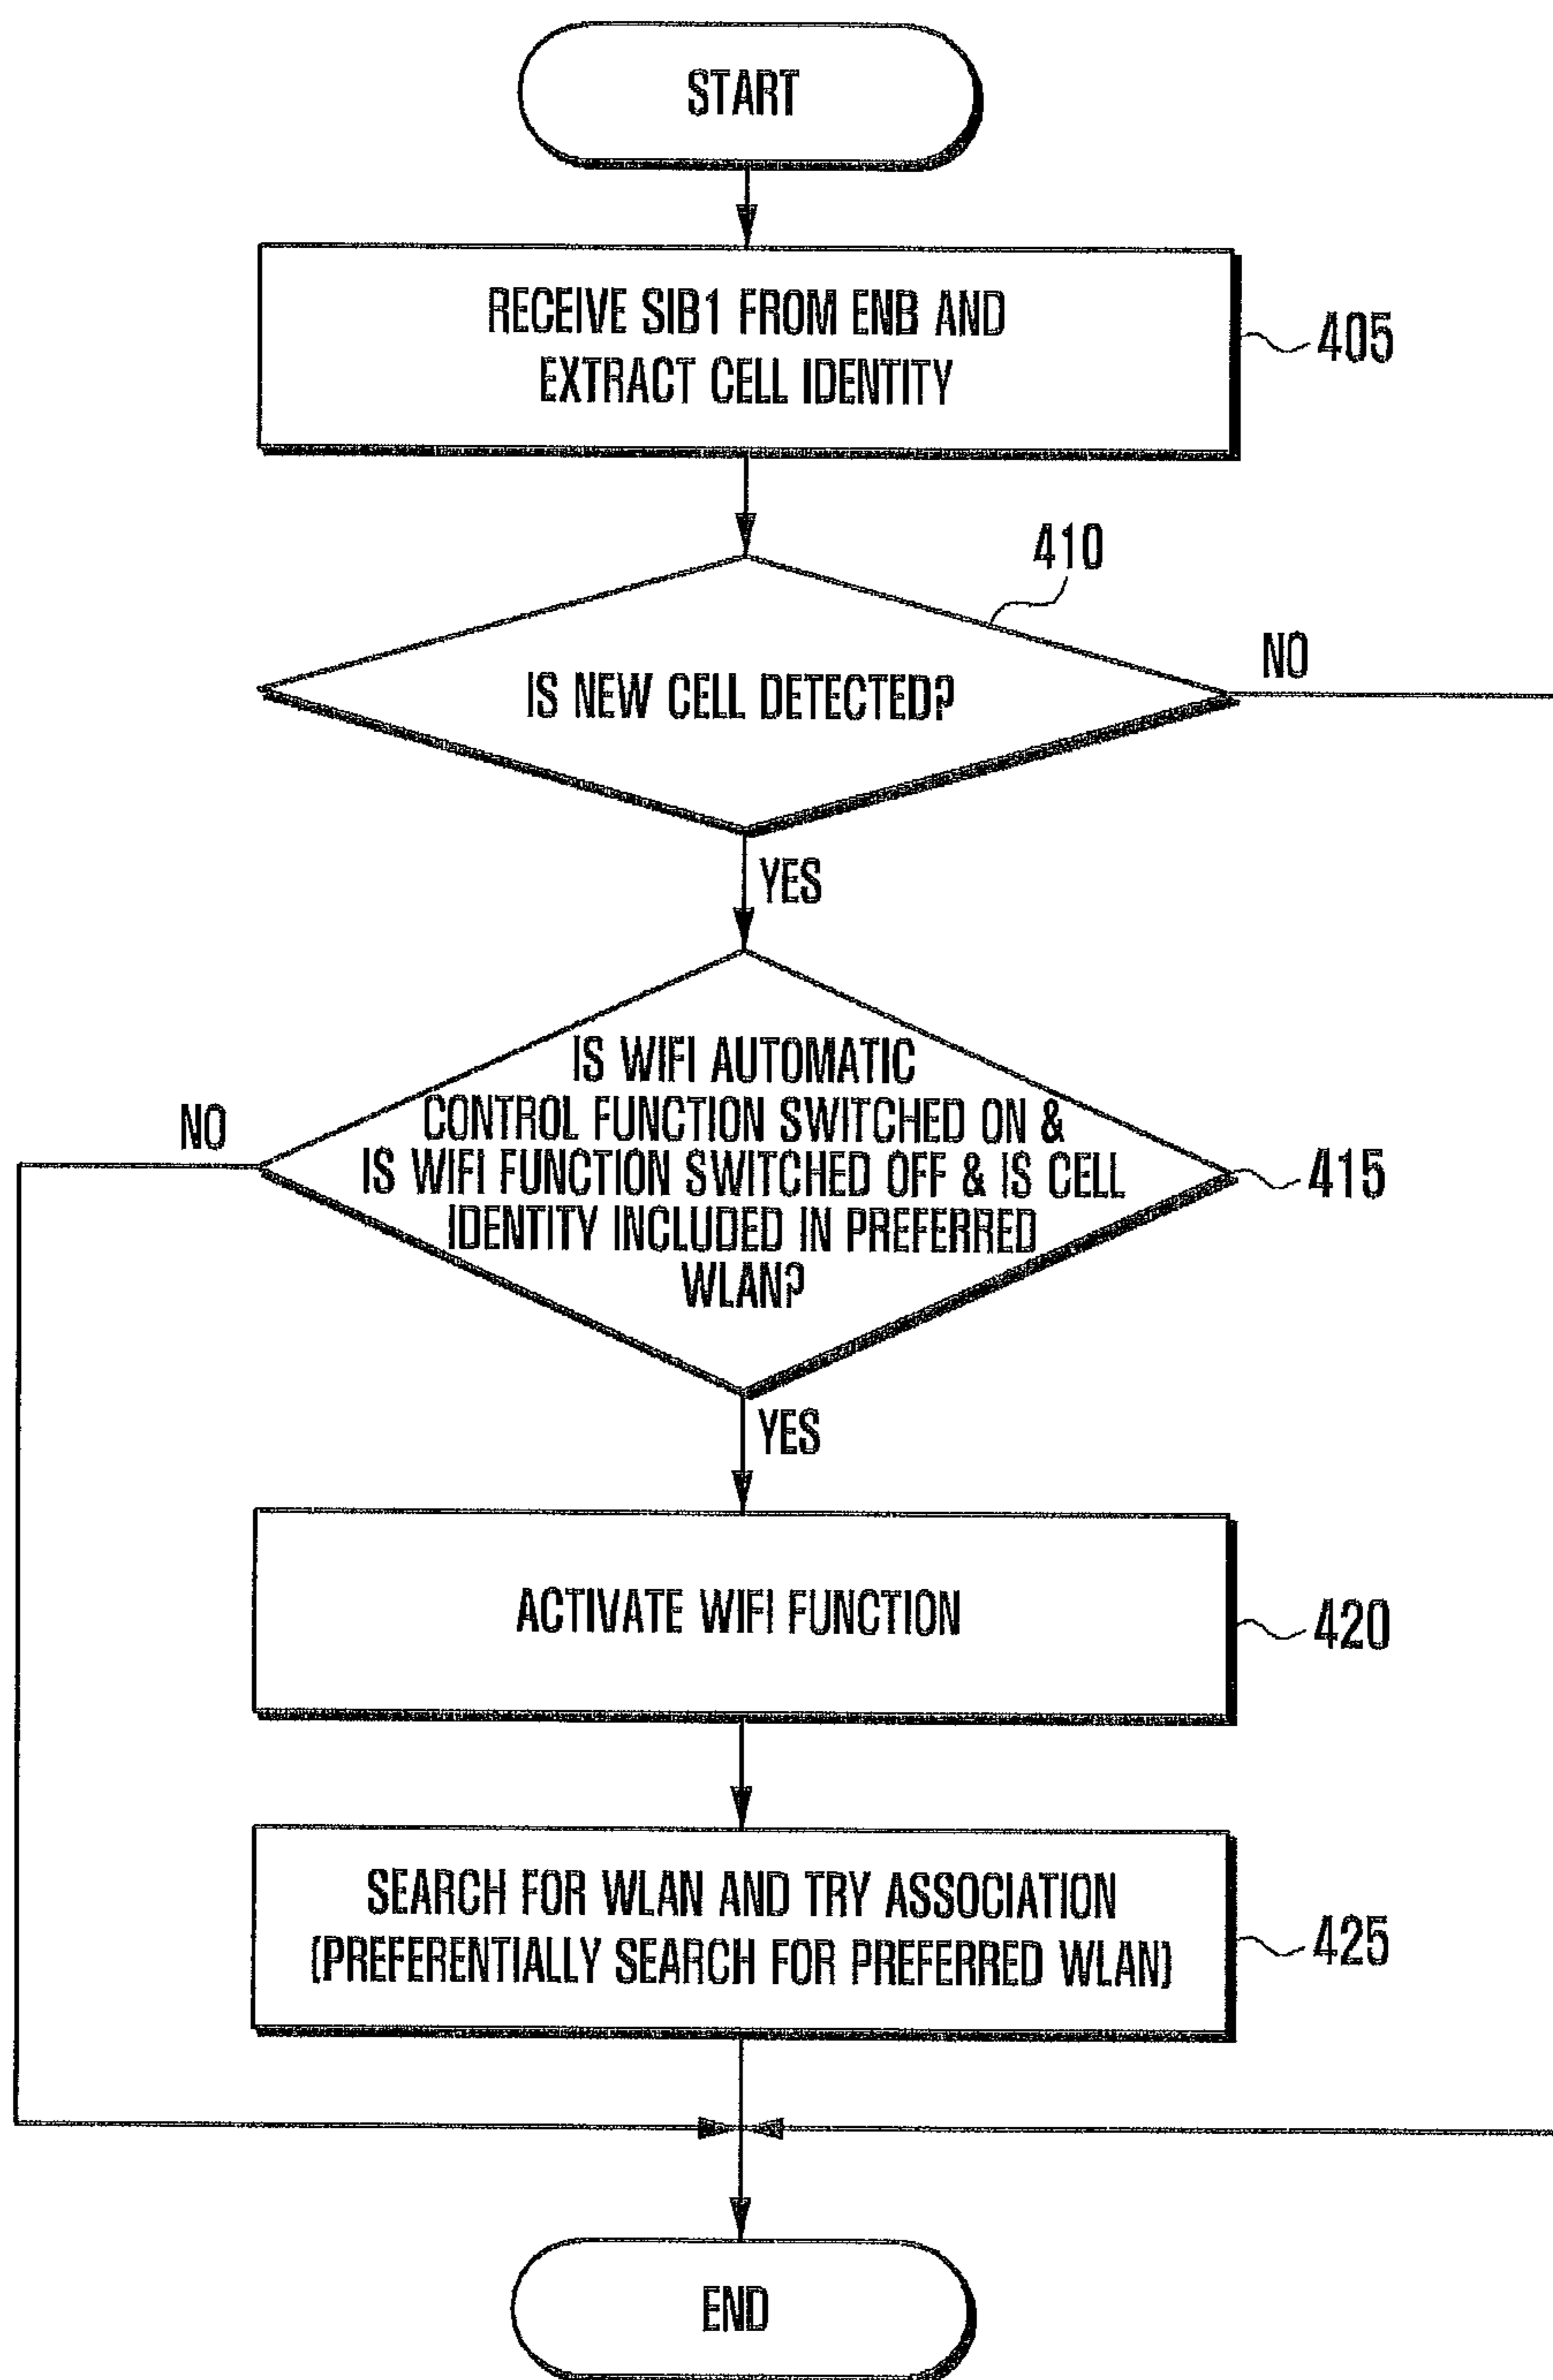 START
RECEIVE SIB1 FROM ENB AND
EXTRACT CELL IDENTITY
405
410
IS NEW CELL DETECTED?
NO
YES
IS WIFI AUTOMATIC
CONTROL FUNCTION SWITCHED ON &
IS WIFI FUNCTION SWITCHED OFF & IS CELL
IDENTITY INCLUDED IN PREFERRED
WLAN?
NO
415
YES
ACTIVATE WIFI FUNCTION
420
SEARCH FOR WLAN AND TRY ASSOCIATION
(PREFERENTIALLY SEARCH FOR PREFERRED WLAN)
425
END